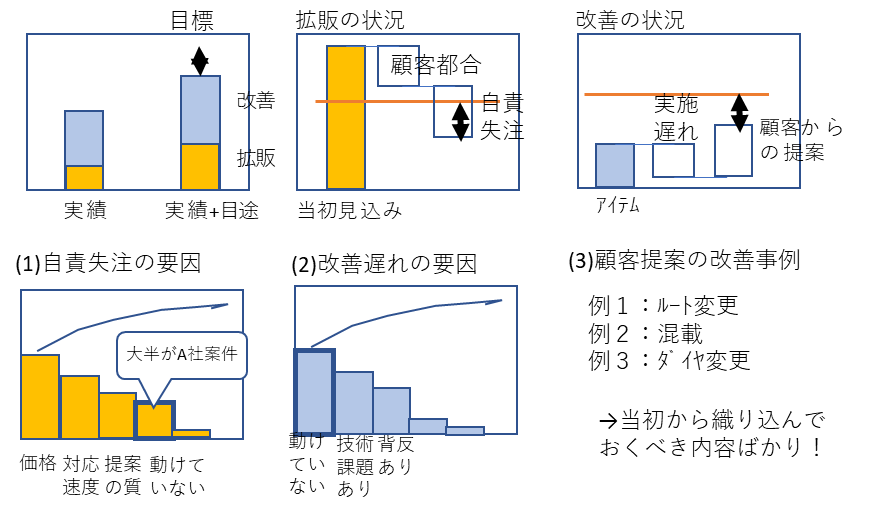 目標
改善
拡販
実績
実績+目途
拡販の状況
顧客都合
自責
失注
当初見込み
改善の状況
実施
遅れ
顧客から
の提案
ｱｲﾃﾑ
(1)自責失注の要因
大半がA社案件
価格
対応
速度
提案
の質
動けて
いない
(2)改善遅れの要因
動け
てい
ない
技術
課題
あり
背反
あり
(3)顧客提案の改善事例
例１：ﾙｰﾄ変更
例２：混載
例３：ﾀﾞｲﾔ変更
→当初から織り込んで
おくべき内容ばかり！